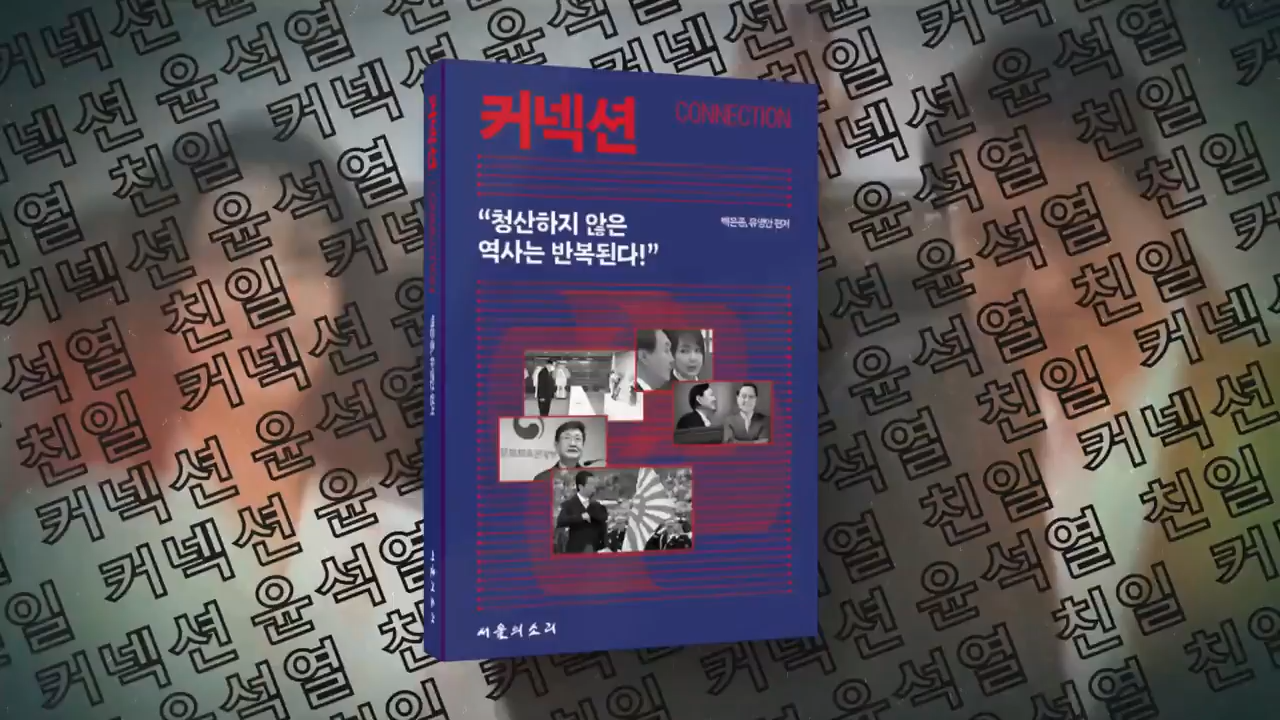 커넥션
CONNECTION
“청산하지 않은
역사는 반복된다!”
백은종, 유영안 편저
서울의소리
윤석열 친일 커넥션